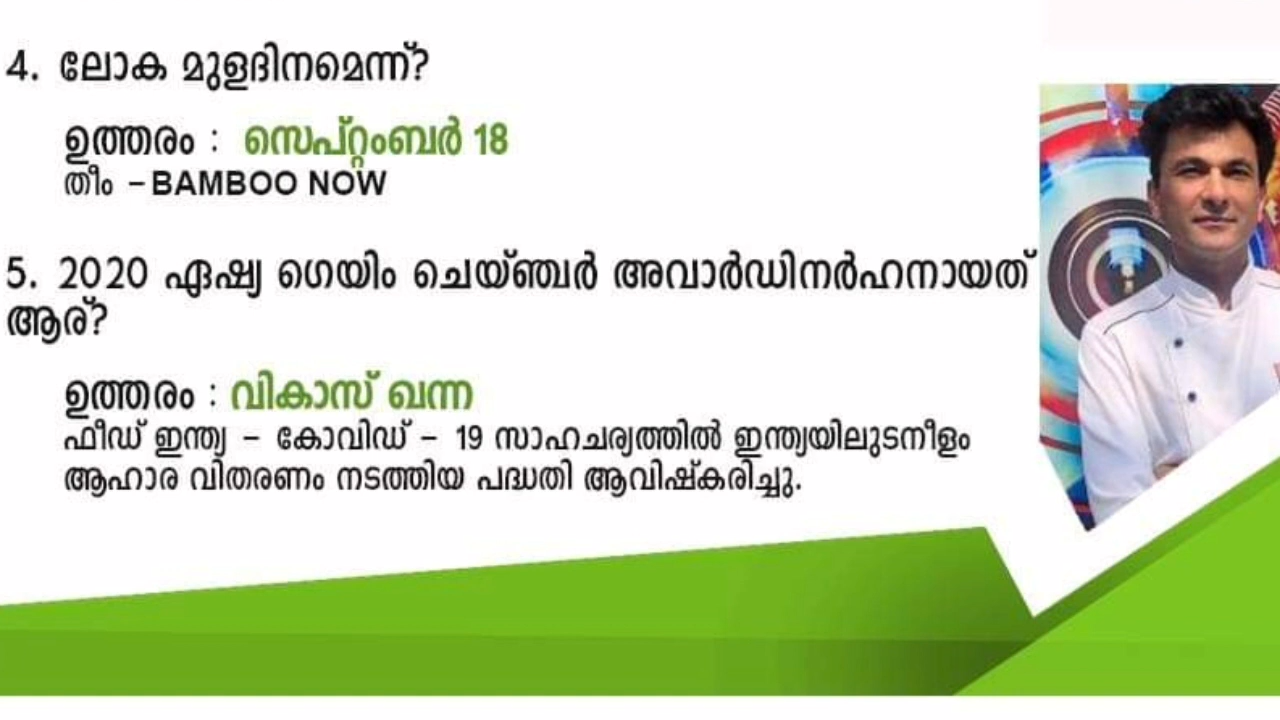 4. ലോക മുളദിനമെന്ന്?
ഉത്തരം : സെപ്റ്റംബർ 18
തീം – BAMBOO NOW
5. 2020 ഏഷ്യ ഗെയിം ചെയ്ഞ്ചർ അവാർഡിനർഹനായത്
ആര്?
ഉത്തരം : വികാസ് ഖന്ന
ഫീഡ് ഇന്ത്യ – കോവിഡ് – 19 സാഹചര്യത്തിൽ ഇന്ത്യയിലുടനീളം
ആഹാര വിതരണം നടത്തിയ പദ്ധതി ആവിഷ്കരിച്ചു.